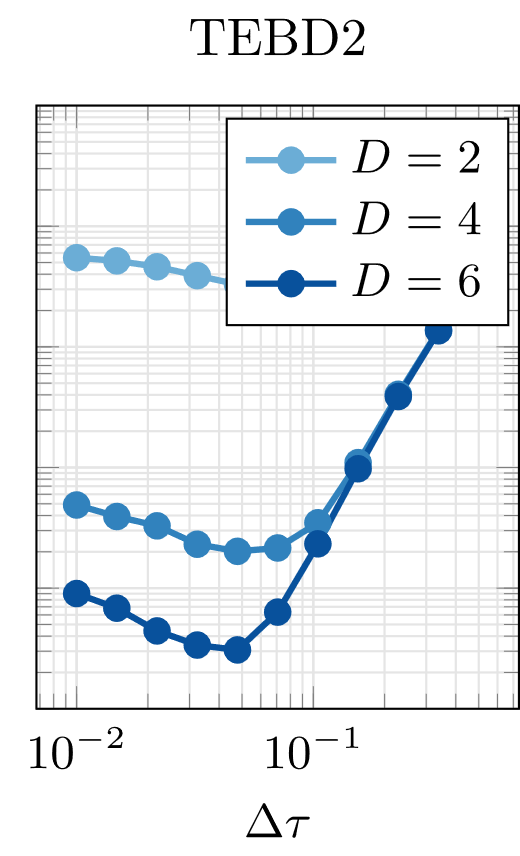 TEBD2
D = 2
D = 4
D = 6
10⁻² 10⁻¹
Δτ